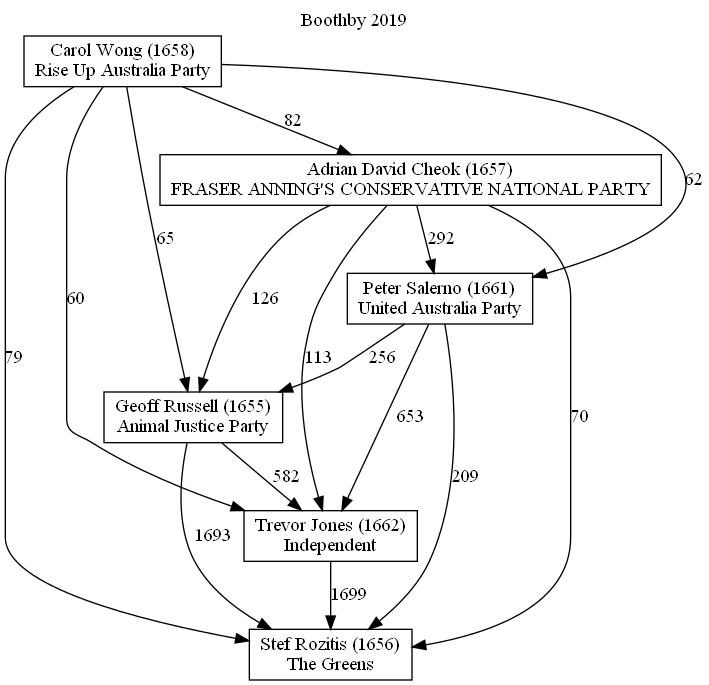 Boothby 2019
Carol Wong (1658)
Rise Up Australia Party
82
Adrian David Cheok (1657)
FRASER ANNING'S CONSERVATIVE NATIONAL PARTY
62
65
292
Peter Salerno (1661)
United Australia Party
60
126
79
113
256
Geoff Russell (1655)
Animal Justice Party
653
70
582
209
Trevor Jones (1662)
Independent
1693
1699
Stef Rozitis (1656)
The Greens